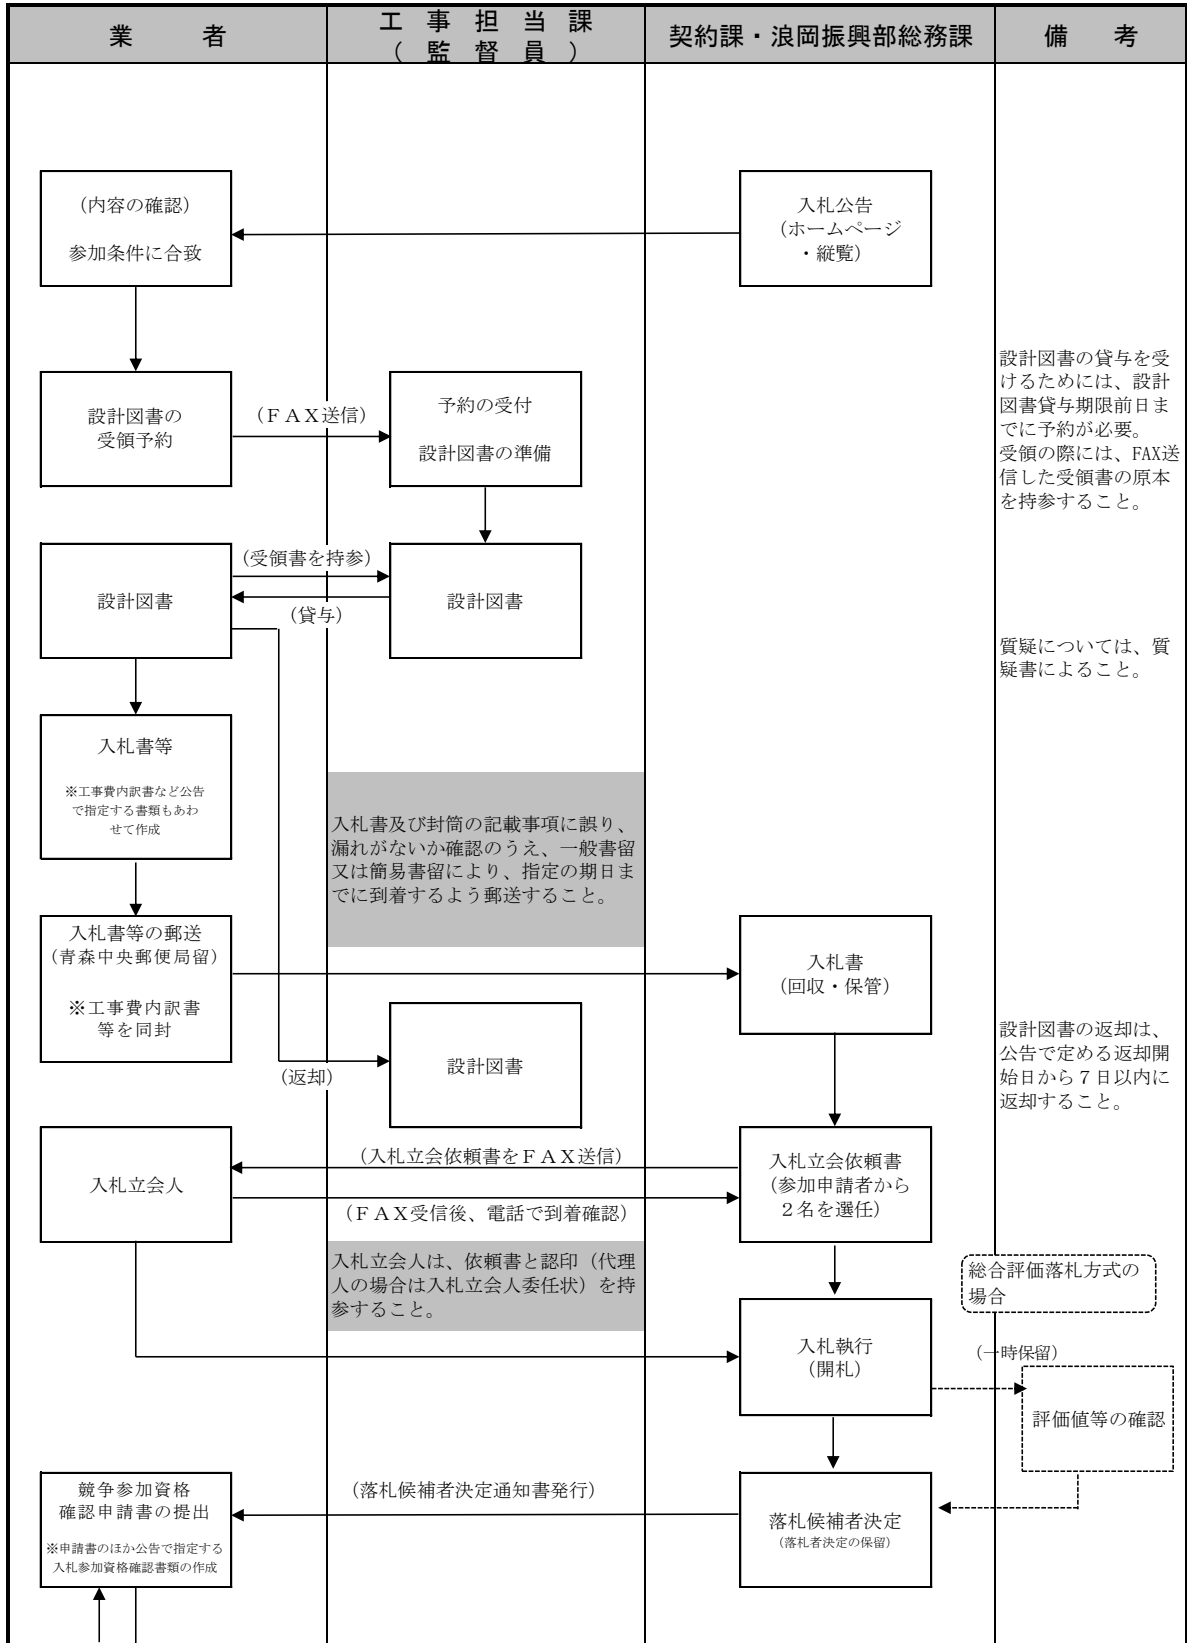 業　　者
工 事 担 当 課
（ 監 督 員 ）
契約課・浪岡振興部総務課
備　考
（内容の確認）
参加条件に合致
入札公告
（ホームページ
・縦覧）
設計図書の
受領予約
（ＦＡＸ送信）
予約の受付
設計図書の準備
設計図書の貸与を受
けるためには、設計
図書貸与期限前日ま
でに予約が必要。
受領の際には、FAX送
信した受領書の原本
を持参すること。
設計図書
（受領書を持参）
（貸与）
設計図書
質疑については、質
疑書によること。
入札書等
※工事費内訳書など公告
で指定する書類もあわ
せて作成
入札書及び封筒の記載事項に誤り、
漏れがないか確認のうえ、一般書留
又は簡易書留により、指定の期日ま
でに到着するよう郵送すること。
入札書等の郵送
（青森中央郵便局留）
※工事費内訳書
等を同封
入札書
（回収・保管）
設計図書
（返却）
設計図書の返却は、
公告で定める返却開
始日から７日以内に
返却すること。
入札立会人
（入札立会依頼書をＦＡＸ送信）
（ＦＡＸ受信後、電話で到着確認）
入札立会依頼書
（参加申請者から
２名を選任）
入札立会人は、依頼書と認印（代理
人の場合は入札立会人委任状）を持
参すること。
総合評価落札方式の
場合
入札執行
（開札）
（一時保留）
評価値等の確認
競争参加資格
確認申請書の提出
※申請書のほか公告で指定する
入札参加資格確認書類の作成
（落札候補者決定通知書発行）
落札候補者決定
（落札者決定の保留）